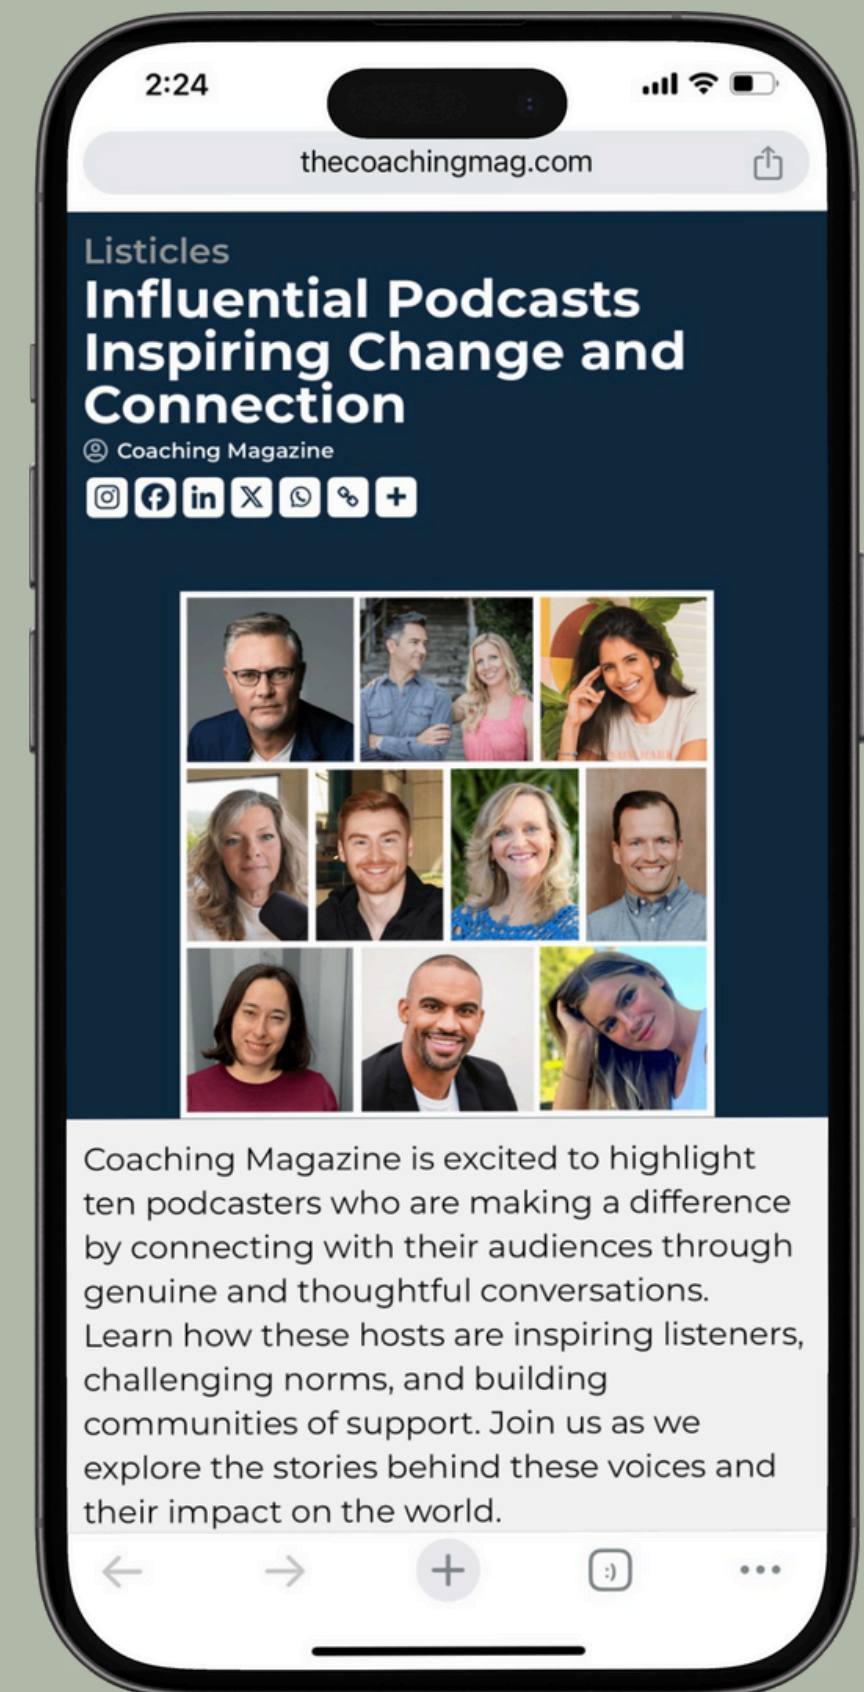 2:24
thecoachingmag.com
Listicles
Influential Podcasts
Inspiring Change and
Connection
Coaching Magazine
Coaching Magazine is excited to highlight
ten podcasters who are making a difference
by connecting with their audiences through
genuine and thoughtful conversations.
Learn how these hosts are inspiring listeners,
challenging norms, and building
communities of support. Join us as we
explore the stories behind these voices and
their impact on the world.
:)